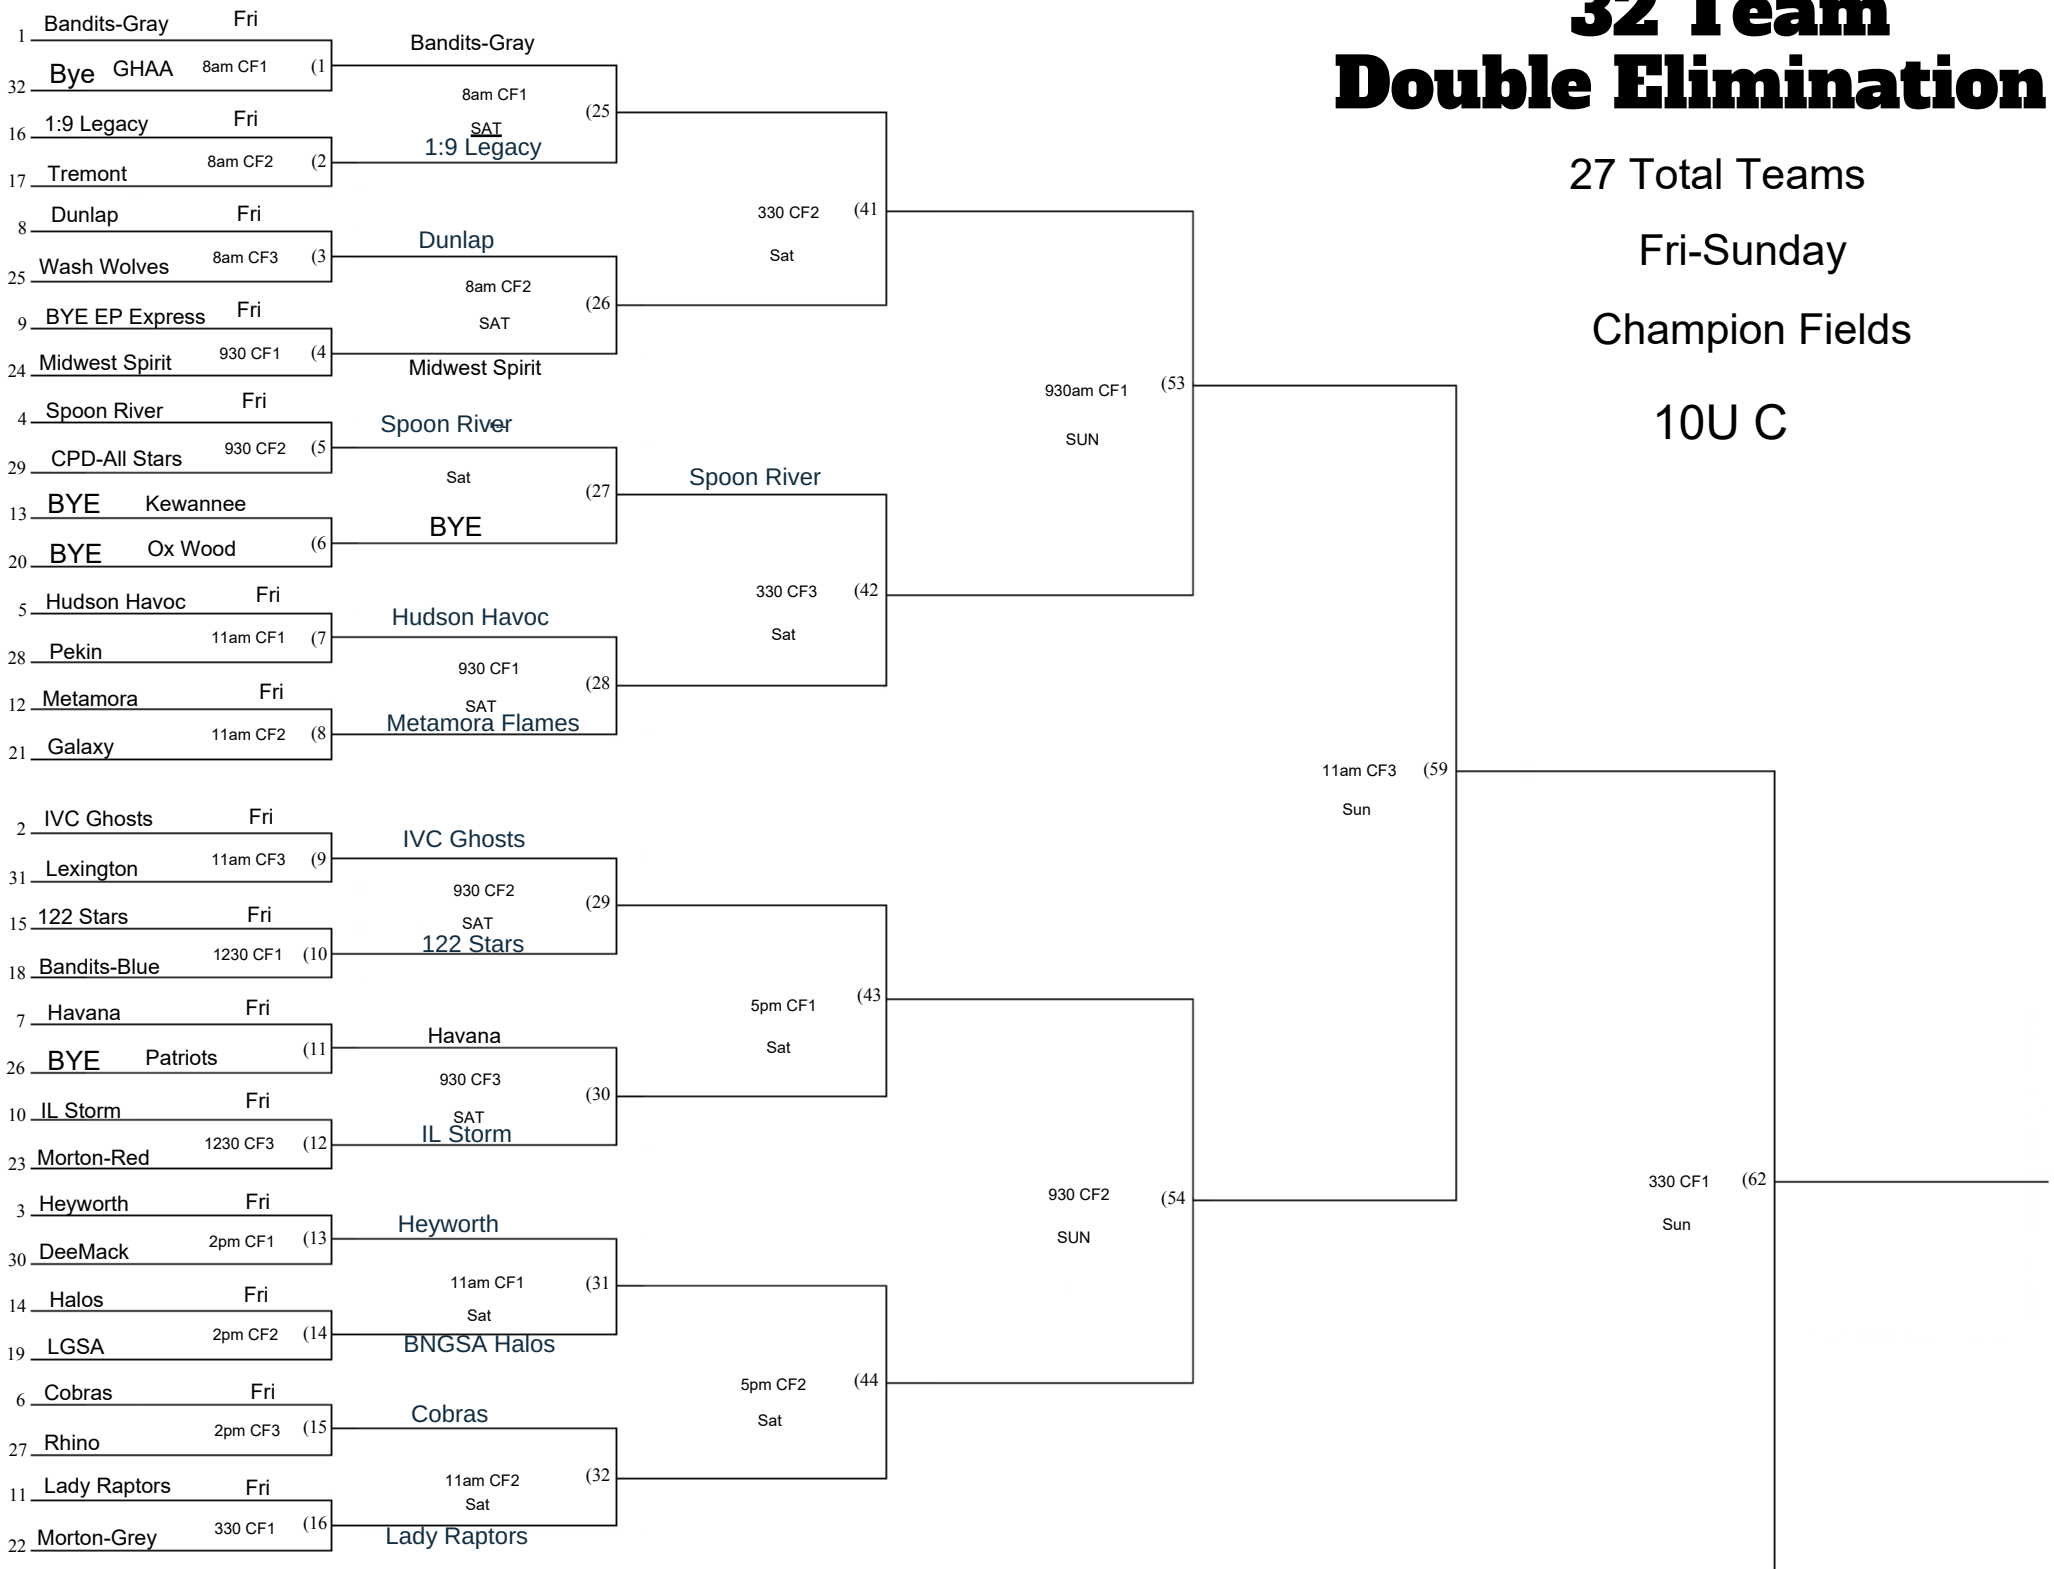 32 Team
Double Elimination
27 Total Teams
Fri-Sunday
Champion Fields
10U C
1 Bandits-Gray Fri
32 Bye GHAA 8am CF1 (1
16 1:9 Legacy Fri
17 Tremont 8am CF2 (2
8 Dunlap Fri
25 Wash Wolves 8am CF3 (3
9 BYE EP Express Fri
24 Midwest Spirit 930 CF1 (4
4 Spoon River Fri
29 CPD-All Stars 930 CF2 (5
13 BYE Kewannee
20 BYE Ox Wood (6
5 Hudson Havoc Fri
28 Pekin 11am CF1 (7
12 Metamora Fri
21 Galaxy 11am CF2 (8
2 IVC Ghosts Fri
31 Lexington 11am CF3 (9
15 122 Stars Fri
18 Bandits-Blue 1230 CF1 (10
7 Havana Fri
26 BYE Patriots (11
10 IL Storm Fri
23 Morton-Red 1230 CF3 (12
3 Heyworth Fri
30 DeeMack 2pm CF1 (13
14 Halos Fri
19 LGSA 2pm CF2 (14
6 Cobras Fri
27 Rhino 2pm CF3 (15
11 Lady Raptors Fri
22 Morton-Grey 330 CF1 (16
Bandits-Gray
8am CF1 (25
SAT
1:9 Legacy
Dunlap
8am CF2 (26
SAT
Midwest Spirit
Spoon River
Sat (27
BYE
Hudson Havoc
930 CF1 (28
SAT
Metamora Flames
IVC Ghosts
930 CF2 (29
SAT
122 Stars
Havana
930 CF3 (30
SAT
IL Storm
Heyworth
11am CF1 (31
Sat
BNGSA Halos
Cobras
11am CF2 (32
Sat
Lady Raptors
330 CF2 (41
Sat
Spoon River
330 CF3 (42
Sat
5pm CF1 (43
Sat
5pm CF2 (44
Sat
930am CF1 (53
SUN
930 CF2 (54
SUN
11am CF3 (59
Sun
330 CF1 (62
Sun